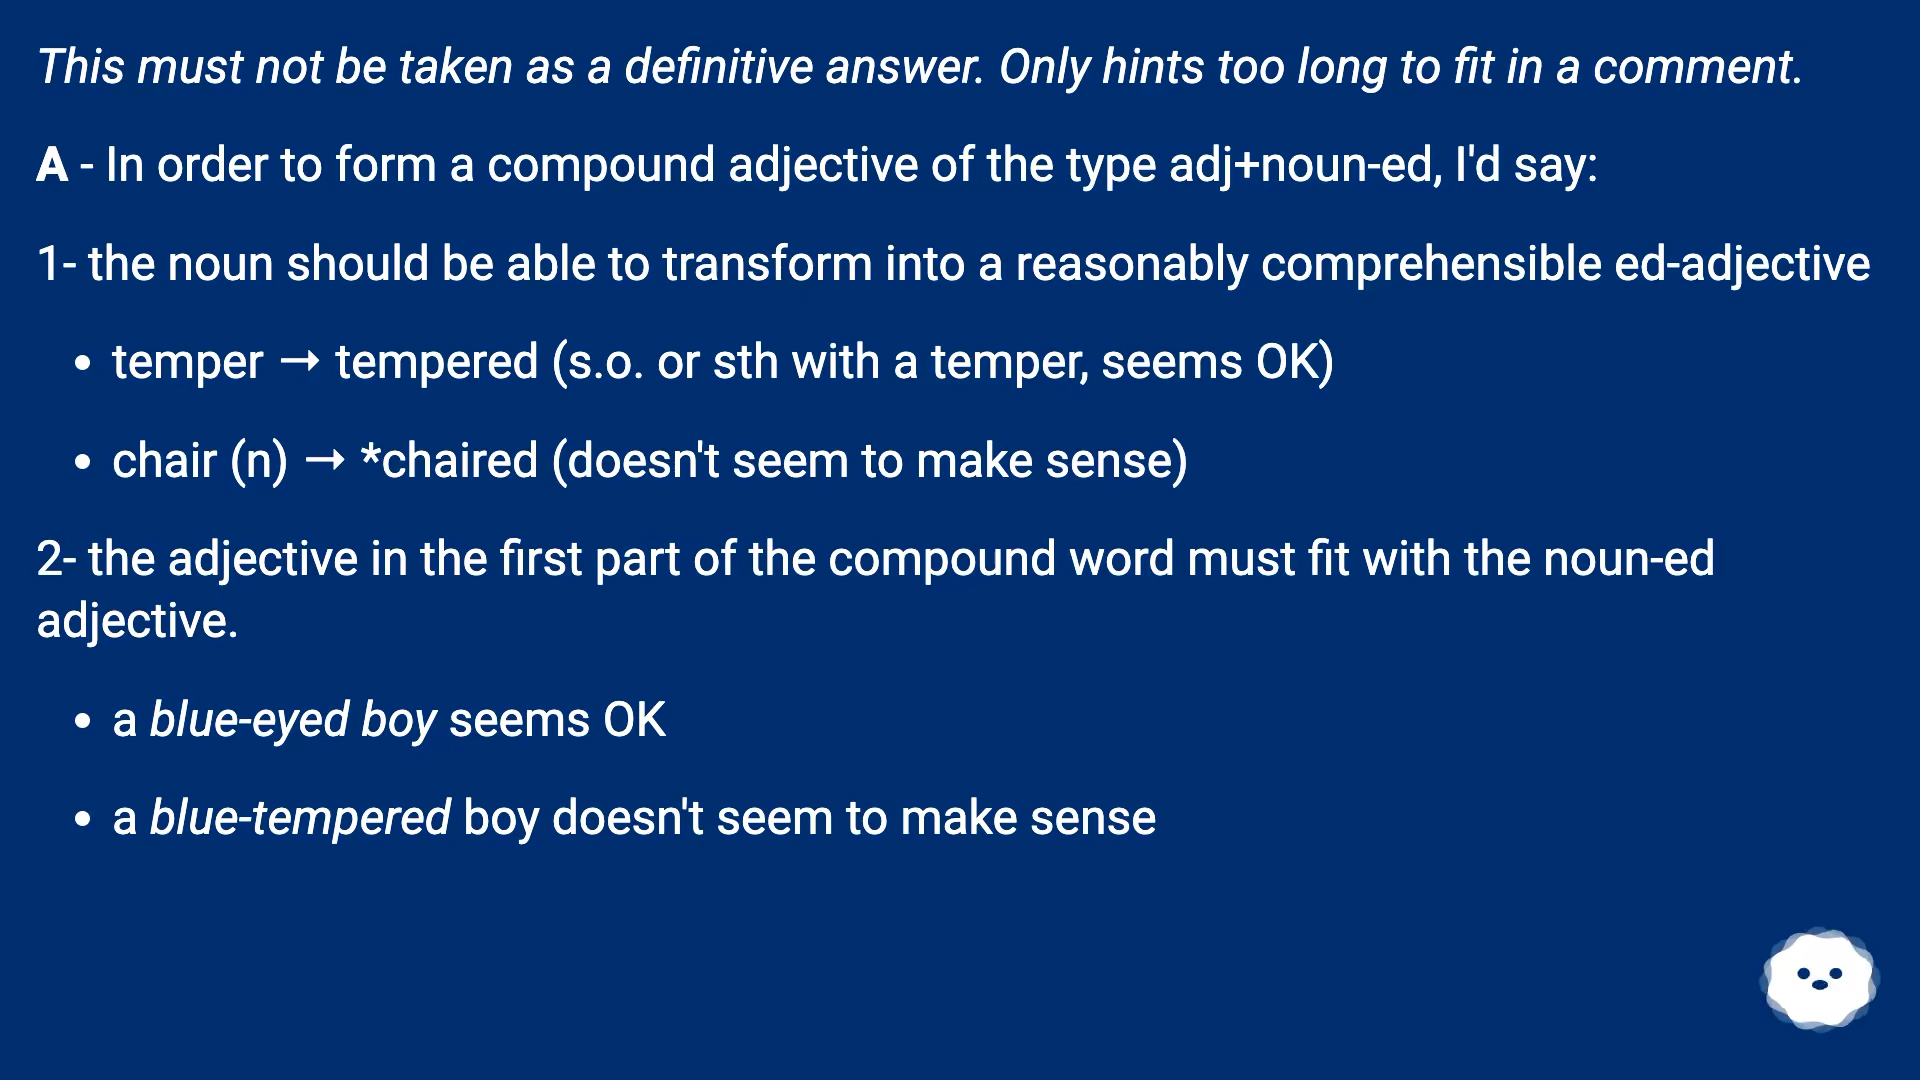 This must not be taken as a definitive answer. Only hints too long to fit in a comment.
A - In order to form a compound adjective of the type adj+noun-ed, I'd say:
1- the noun should be able to transform into a reasonably comprehensible ed-adjective
• temper → tempered (s.o. or sth with a temper, seems OK)
• chair (n) → *chaired (doesn't seem to make sense)
2- the adjective in the first part of the compound word must fit with the noun-ed
adjective.
• a blue-eyed boy seems OK
• a blue-tempered boy doesn't seem to make sense